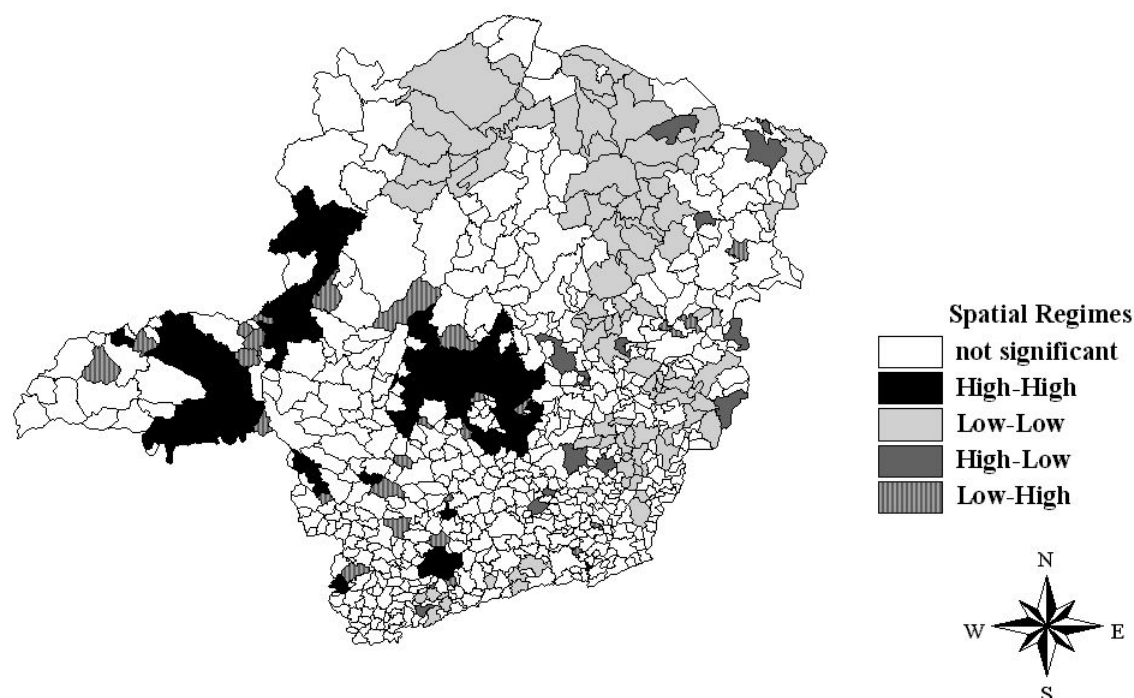 Spatial Regimes
not significant
High-High
Low-Low
High-Low
Low-High
N
W E
S